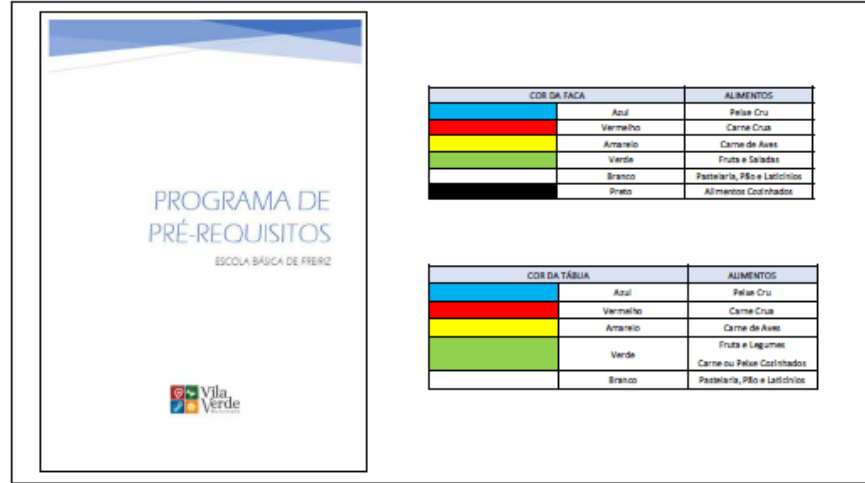 PROGRAMA DE
PRÉ-REQUISITOS
ESCOLA BÁSICA DE FREIRIZ
Vila
Verde
COR DA FACA ALIMENTOS
Azul Peixe Cru
Vermelho Carne Crua
Amarelo Carne de Aves
Verde Fruta e Saladas
Branco Pastelaria, Pão e Laticínios
Preto Alimentos Cozinhados
COR DA TÁBUA ALIMENTOS
Azul Peixe Cru
Vermelho Carne Crua
Amarelo Carne de Aves
Verde Fruta e Legumes
Carne ou Peixe Cozinhados
Branco Pastelaria, Pão e Laticínios